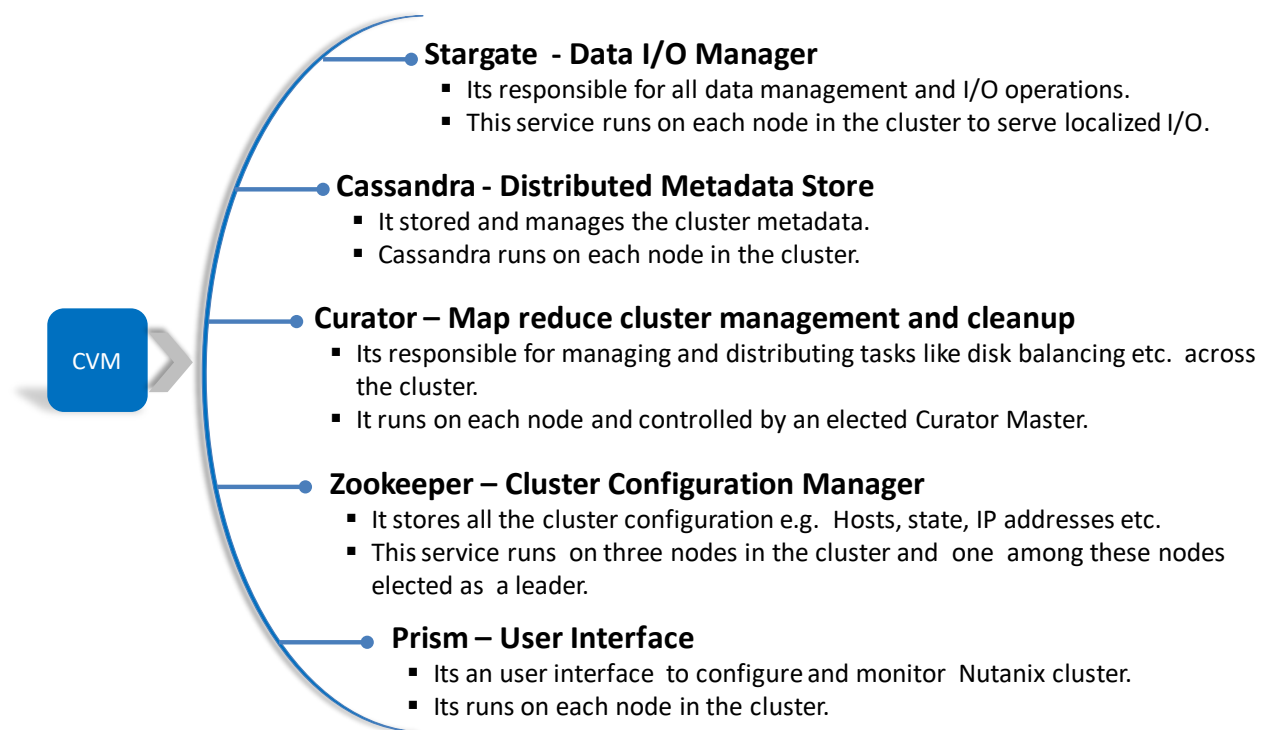 Stargate - Data I/O Manager
▪ Its responsible for all data management and I/O operations.
▪ This service runs on each node in the cluster to serve localized I/O.
Cassandra - Distributed Metadata Store
▪ It stored and manages the cluster metadata.
▪ Cassandra runs on each node in the cluster.
Curator – Map reduce cluster management and cleanup
▪ Its responsible for managing and distributing tasks like disk balancing etc. across
the cluster.
▪ It runs on each node and controlled by an elected Curator Master.
CVM
Zookeeper – Cluster Configuration Manager
▪ It stores all the cluster configuration e.g. Hosts, state, IP addresses etc.
▪ This service runs on three nodes in the cluster and one among these nodes
elected as a leader.
Prism – User Interface
▪ Its an user interface to configure and monitor Nutanix cluster.
▪ Its runs on each node in the cluster.